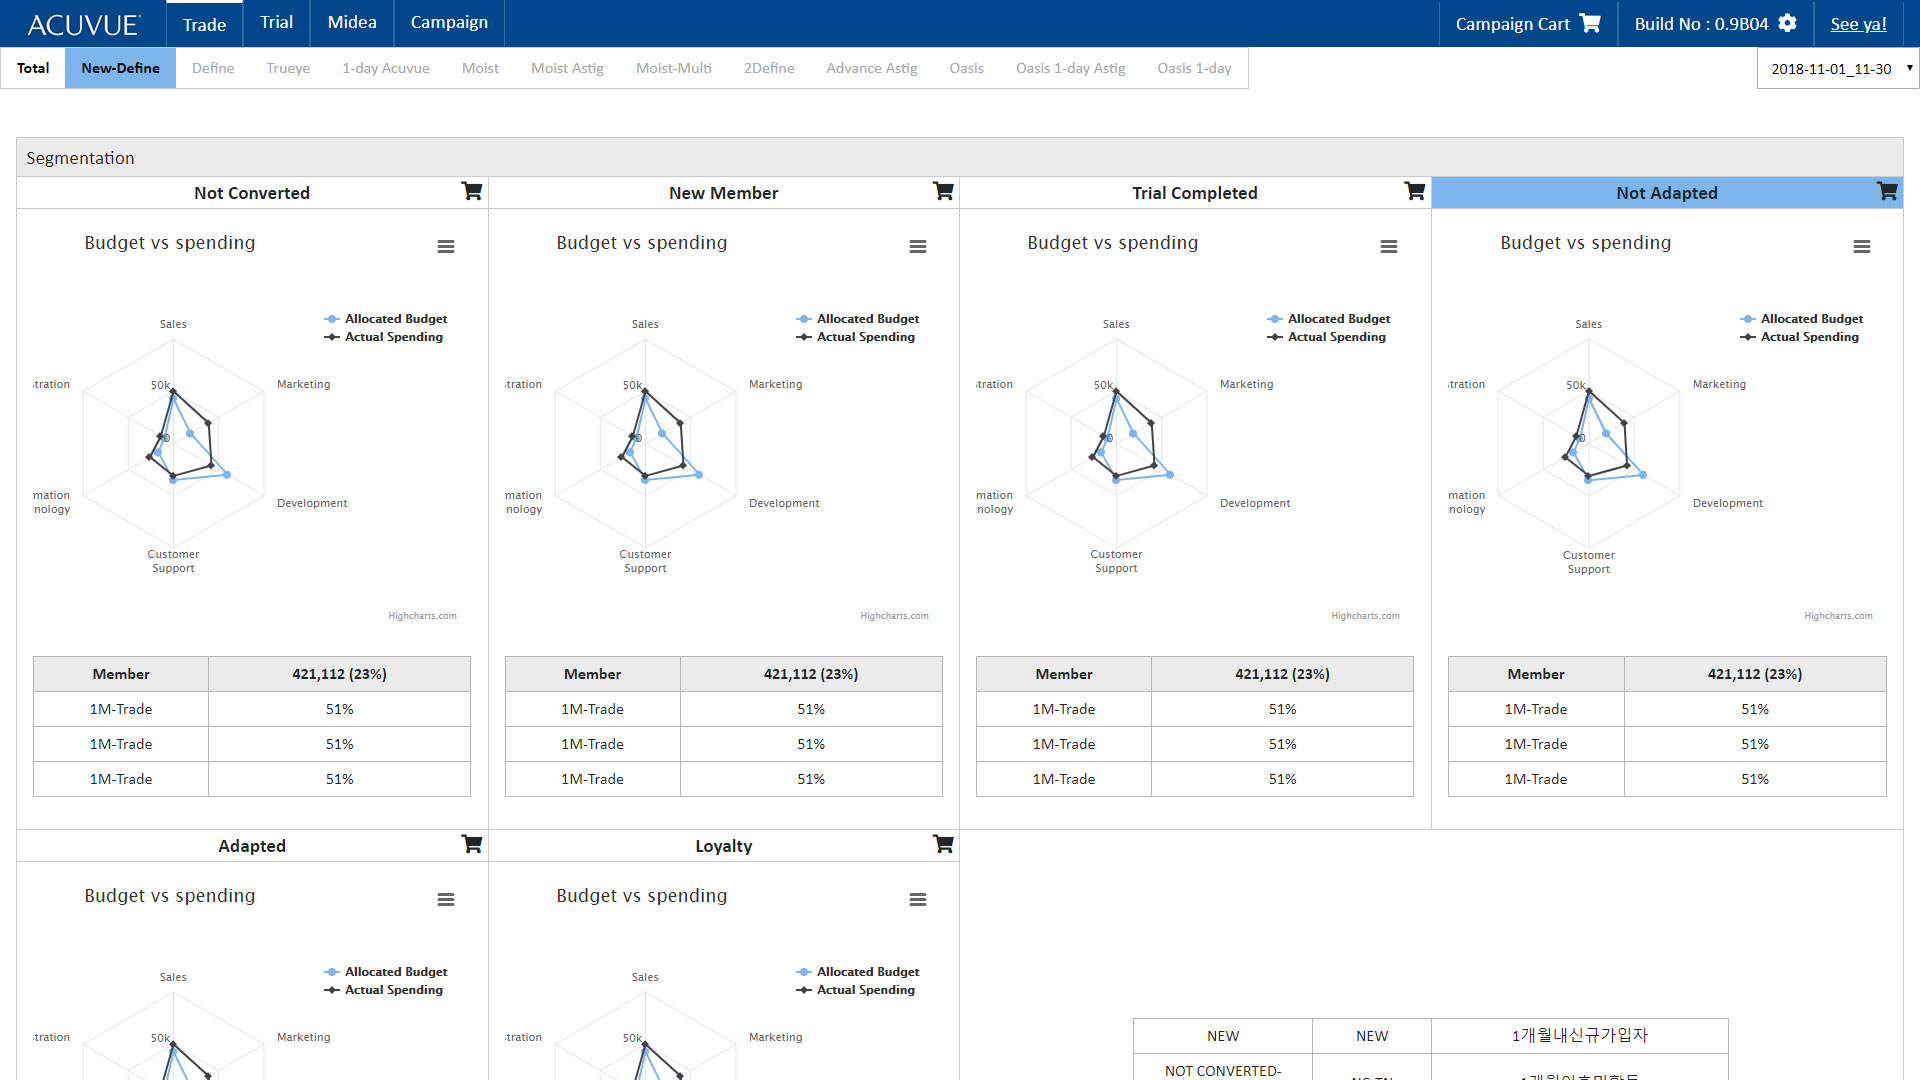 ACUVUE
Trade
Trial
Midea
Campaign
Campaign Cart
Build No : 0.9B04
See ya!
Total
New-Define
Define
Trueye
1-day Acuvue
Moist
Moist Astig
Moist-Multi
2Define
Advance Astig
Oasis
Oasis 1-day Astig
Oasis 1-day
2018-11-01_11-30
Segmentation
Not Converted
New Member
Trial Completed
Not Adapted
Budget vs spending
Allocated Budget
Actual Spending
Sales
Marketing
Development
Customer
Support
mation
nology
stration
50k
0
Highcharts.com
Budget vs spending
Allocated Budget
Actual Spending
Sales
Marketing
Development
Customer
Support
mation
nology
stration
50k
0
Highcharts.com
Budget vs spending
Allocated Budget
Actual Spending
Sales
Marketing
Development
Customer
Support
mation
nology
stration
50k
0
Highcharts.com
Budget vs spending
Allocated Budget
Actual Spending
Sales
Marketing
Development
Customer
Support
mation
nology
stration
50k
0
Highcharts.com
Member 421,112 (23%)
1M-Trade 51%
1M-Trade 51%
1M-Trade 51%
Member 421,112 (23%)
1M-Trade 51%
1M-Trade 51%
1M-Trade 51%
Member 421,112 (23%)
1M-Trade 51%
1M-Trade 51%
1M-Trade 51%
Member 421,112 (23%)
1M-Trade 51%
1M-Trade 51%
1M-Trade 51%
Adapted
Loyalty
Budget vs spending
Allocated Budget
Actual Spending
Sales
stration
Marketing
50k
Budget vs spending
Allocated Budget
Actual Spending
Sales
stration
Marketing
50k
NEW NEW 1개월내신규가입자
NOT CONVERTED-